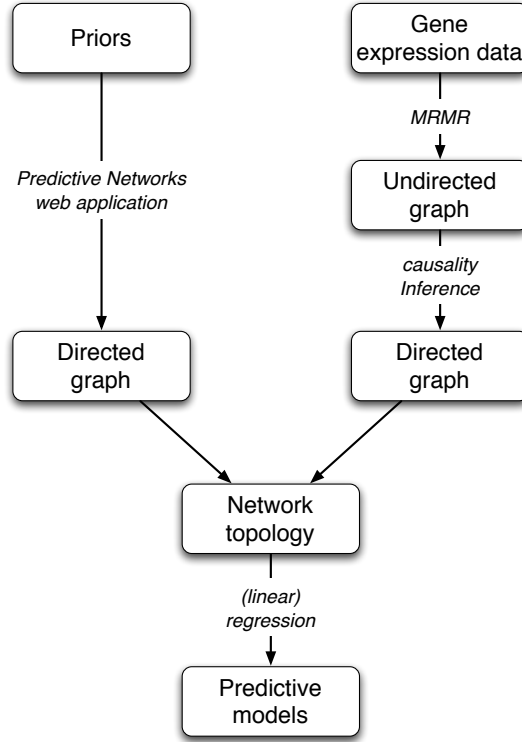 Priors
Gene
expression data
MRMR
Predictive Networks
web application
Undirected
graph
causality
Inference
Directed
graph
Directed
graph
Network
topology
(linear)
regression
Predictive
models